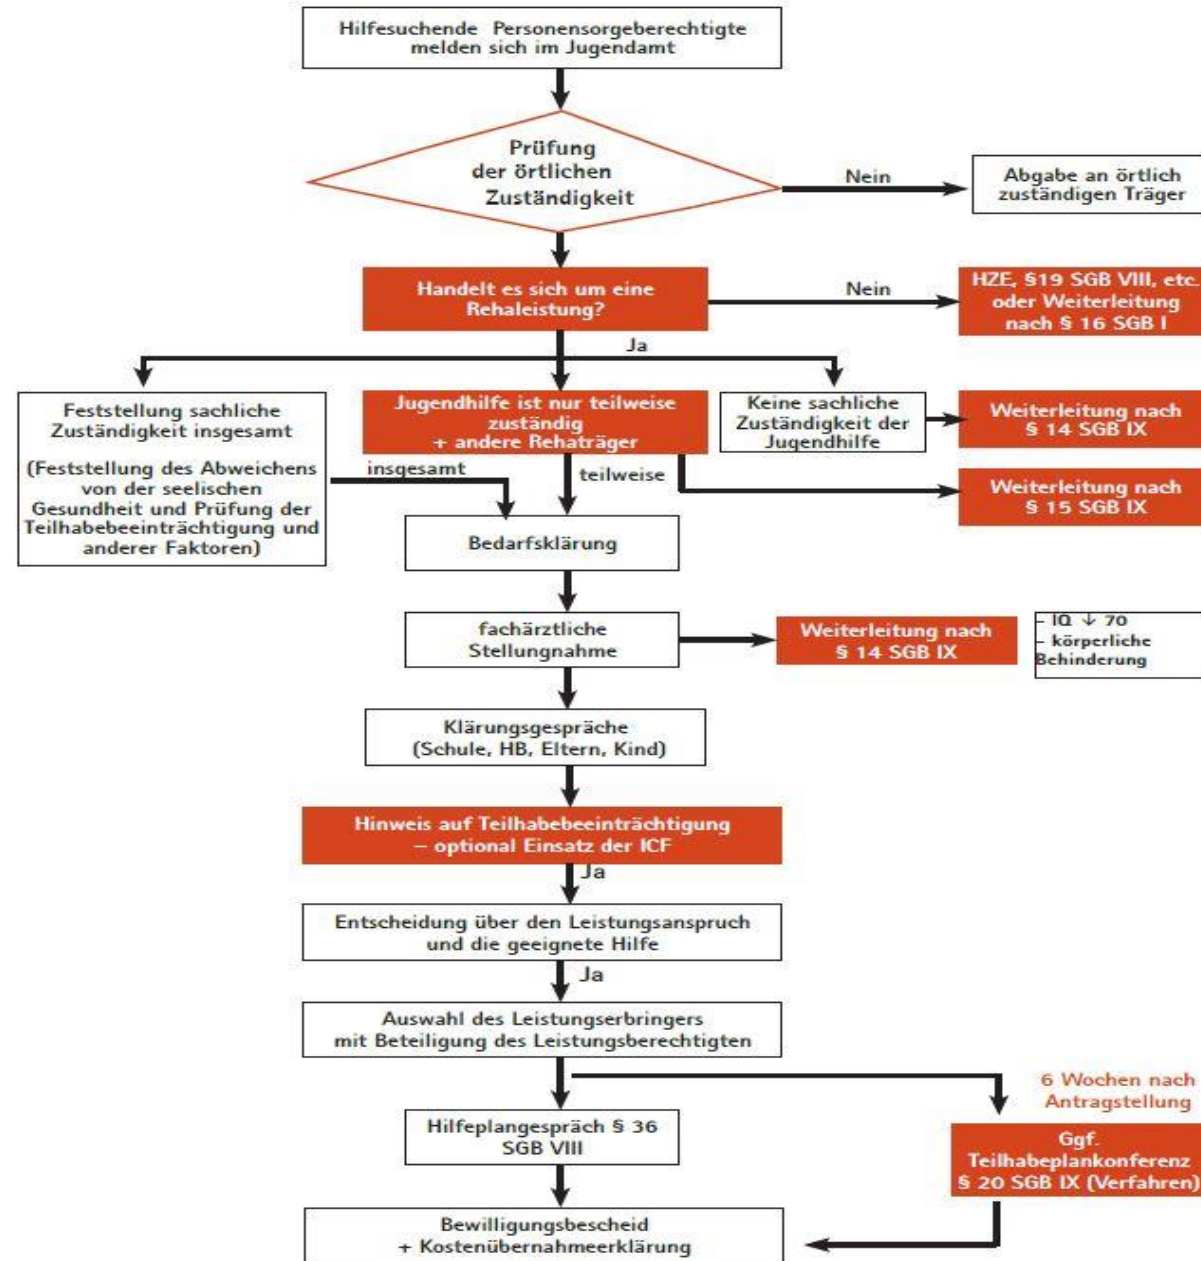 Hilfesuchende Personensorgeberechtigte
melden sich im Jugendamt
Prüfung
der örtlichen
Zuständigkeit
Nein
Abgabe an örtlich
zuständigen Träger
Handelt es sich um eine
Rehaleistung?
Nein
HZE, §19 SGB VIII, etc.
oder Weiterleitung
nach § 16 SGB I
Ja
Feststellung sachliche
Zuständigkeit insgesamt
(Feststellung des Abweichens
von der seelischen
Gesundheit und Prüfung der
Teilhabebeeinträchtigung und
anderer Faktoren)
Jugendhilfe ist nur teilweise
zuständig
+ andere Rehaträger
Keine sachliche
Zuständigkeit der
Jugendhilfe
Weiterleitung nach
§ 14 SGB IX
insgesamt
teilweise
Weiterleitung nach
§ 15 SGB IX
Bedarfsklärung
fachärztliche
Stellungnahme
Weiterleitung nach
§ 14 SGB IX
– IQ ↓ 70
– körperliche
Behinderung
Klärungsgespräche
(Schule, HB, Eltern, Kind)
Hinweis auf Teilhabebeeinträchtigung
– optional Einsatz der ICF
Ja
Entscheidung über den Leistungsanspruch
und die geeignete Hilfe
Ja
Auswahl des Leistungserbringers
mit Beteiligung des Leistungsberechtigten
6 Wochen nach
Antragstellung
Hilfeplangespräch § 36
SGB VIII
Ggf.
Teilhabeplankonferenz
§ 20 SGB IX (Verfahren)
Bewilligungsbescheid
+ Kostenübernahmeerklärung